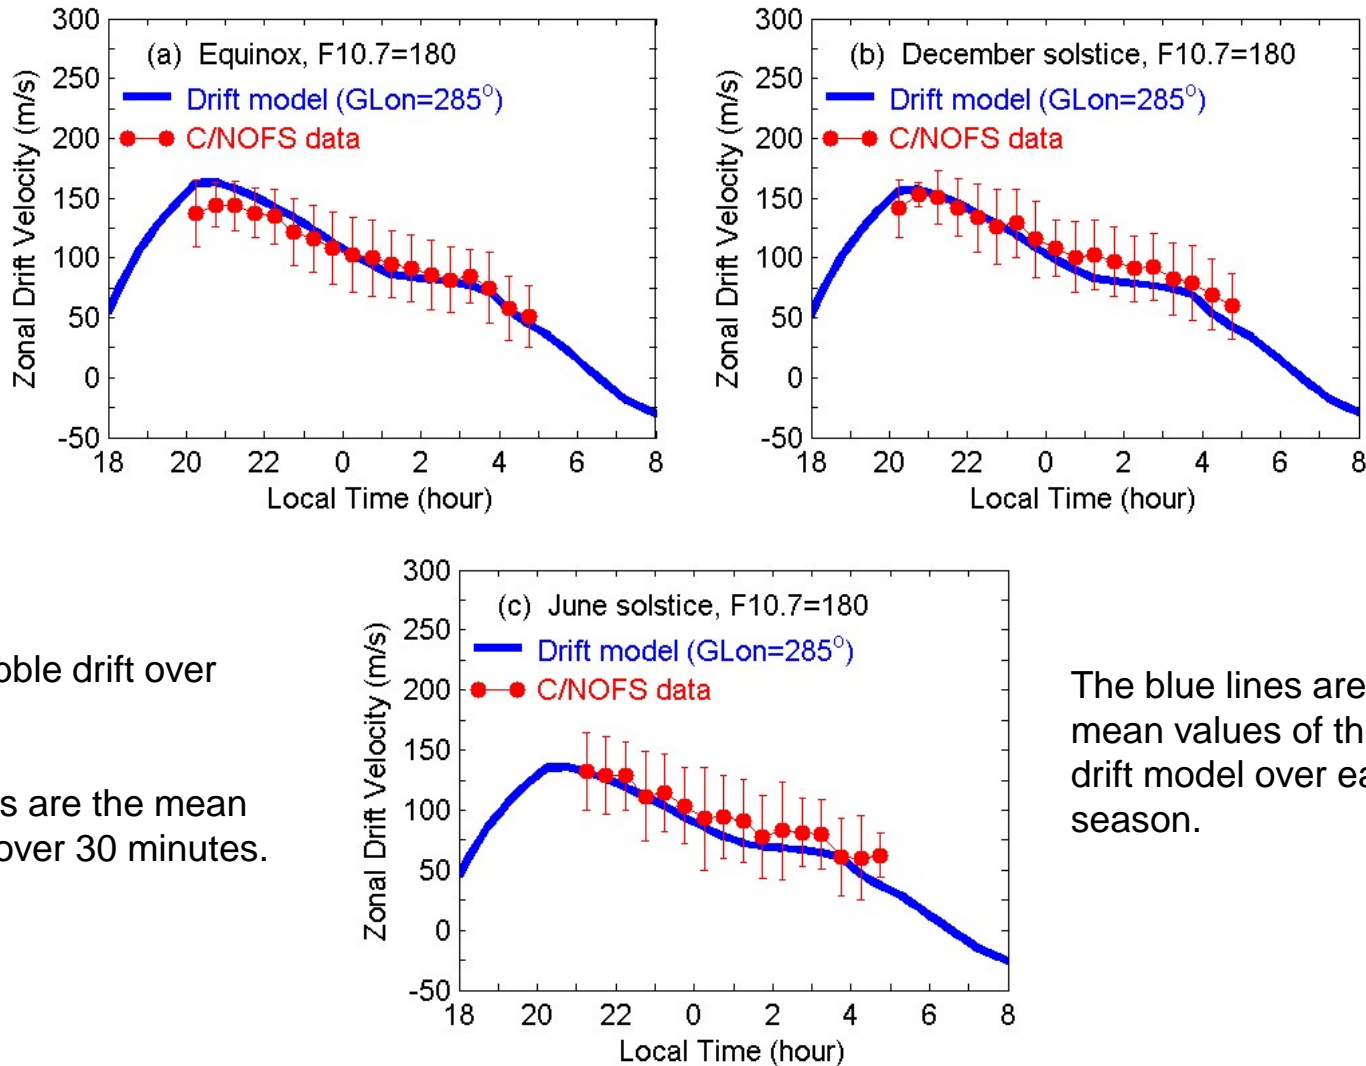 300
250
200
150
100
50
0
-50
Zonal Drift Velocity (m/s)
(a) Equinox, F10.7=180
Drift model (GLon=285°)
C/NOFS data
18 20 22 0 2 4 6 8
Local Time (hour)
300
250
200
150
100
50
0
-50
Zonal Drift Velocity (m/s)
(b) December solstice, F10.7=180
Drift model (GLon=285°)
C/NOFS data
18 20 22 0 2 4 6 8
Local Time (hour)
drift over
s are the mean
over 30 minutes.
300
250
200
150
100
50
0
-50
Zonal Drift Velocity (m/s)
(c) June solstice, F10.7=180
Drift model (GLon=285°)
C/NOFS data
18 20 22 0 2 4 6 8
Local Time (hour)
The blue lines are
mean values of
drift model over
season.